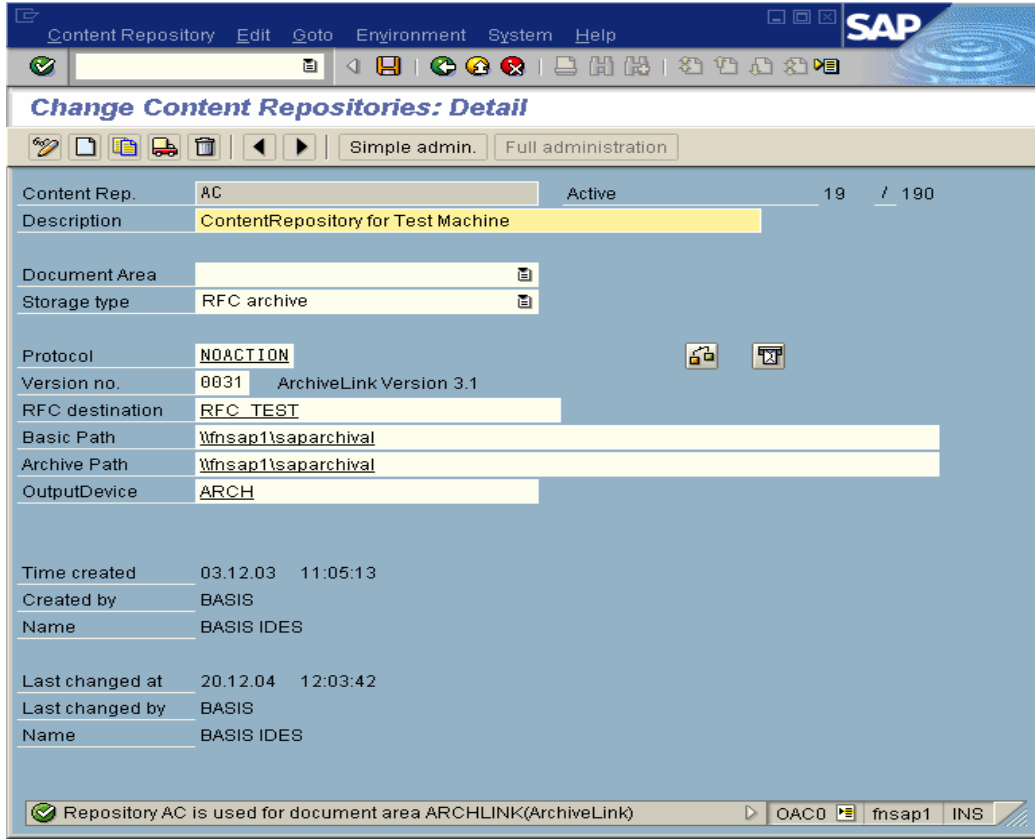 Content Repository Edit Goto Environment System Help
SAP
Change Content Repositories: Detail
Simple admin. Full administration
Content Rep. AC Active 19 / 190
Description ContentRepository for Test Machine
Document Area
Storage type RFC archive
Protocol NOACTION
Version no. 0031 ArchiveLink Version 3.1
RFC destination RFC_TEST
Basic Path \\fnsap1\saparchival
Archive Path \\fnsap1\saparchival
OutputDevice ARCH
Time created 03.12.03 11:05:13
Created by BASIS
Name BASIS IDES
Last changed at 20.12.04 12:03:42
Last changed by BASIS
Name BASIS IDES
Repository AC is used for document area ARCHLINK(ArchiveLink) OAC0 fnsap1 INS